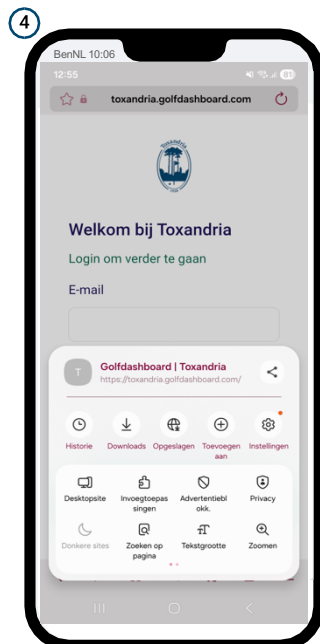 4
BenNL 10:06
12:55
81
toxandria.golfdashboard.com
Toxandria
Welkom bij Toxandria
Login om verder te gaan
E-mail
T
Golfdashboard | Toxandria
https://toxandria.golfdashboard.com/
Historie
Downloads
Opgeslagen
Toevoegen
aan
Instellingen
Desktopsite
Invoegtoepas
singen
Advertentiebl
okk.
Privacy
Donkere sites
Zoeken op
pagina
Tekstgrootte
Zoomen